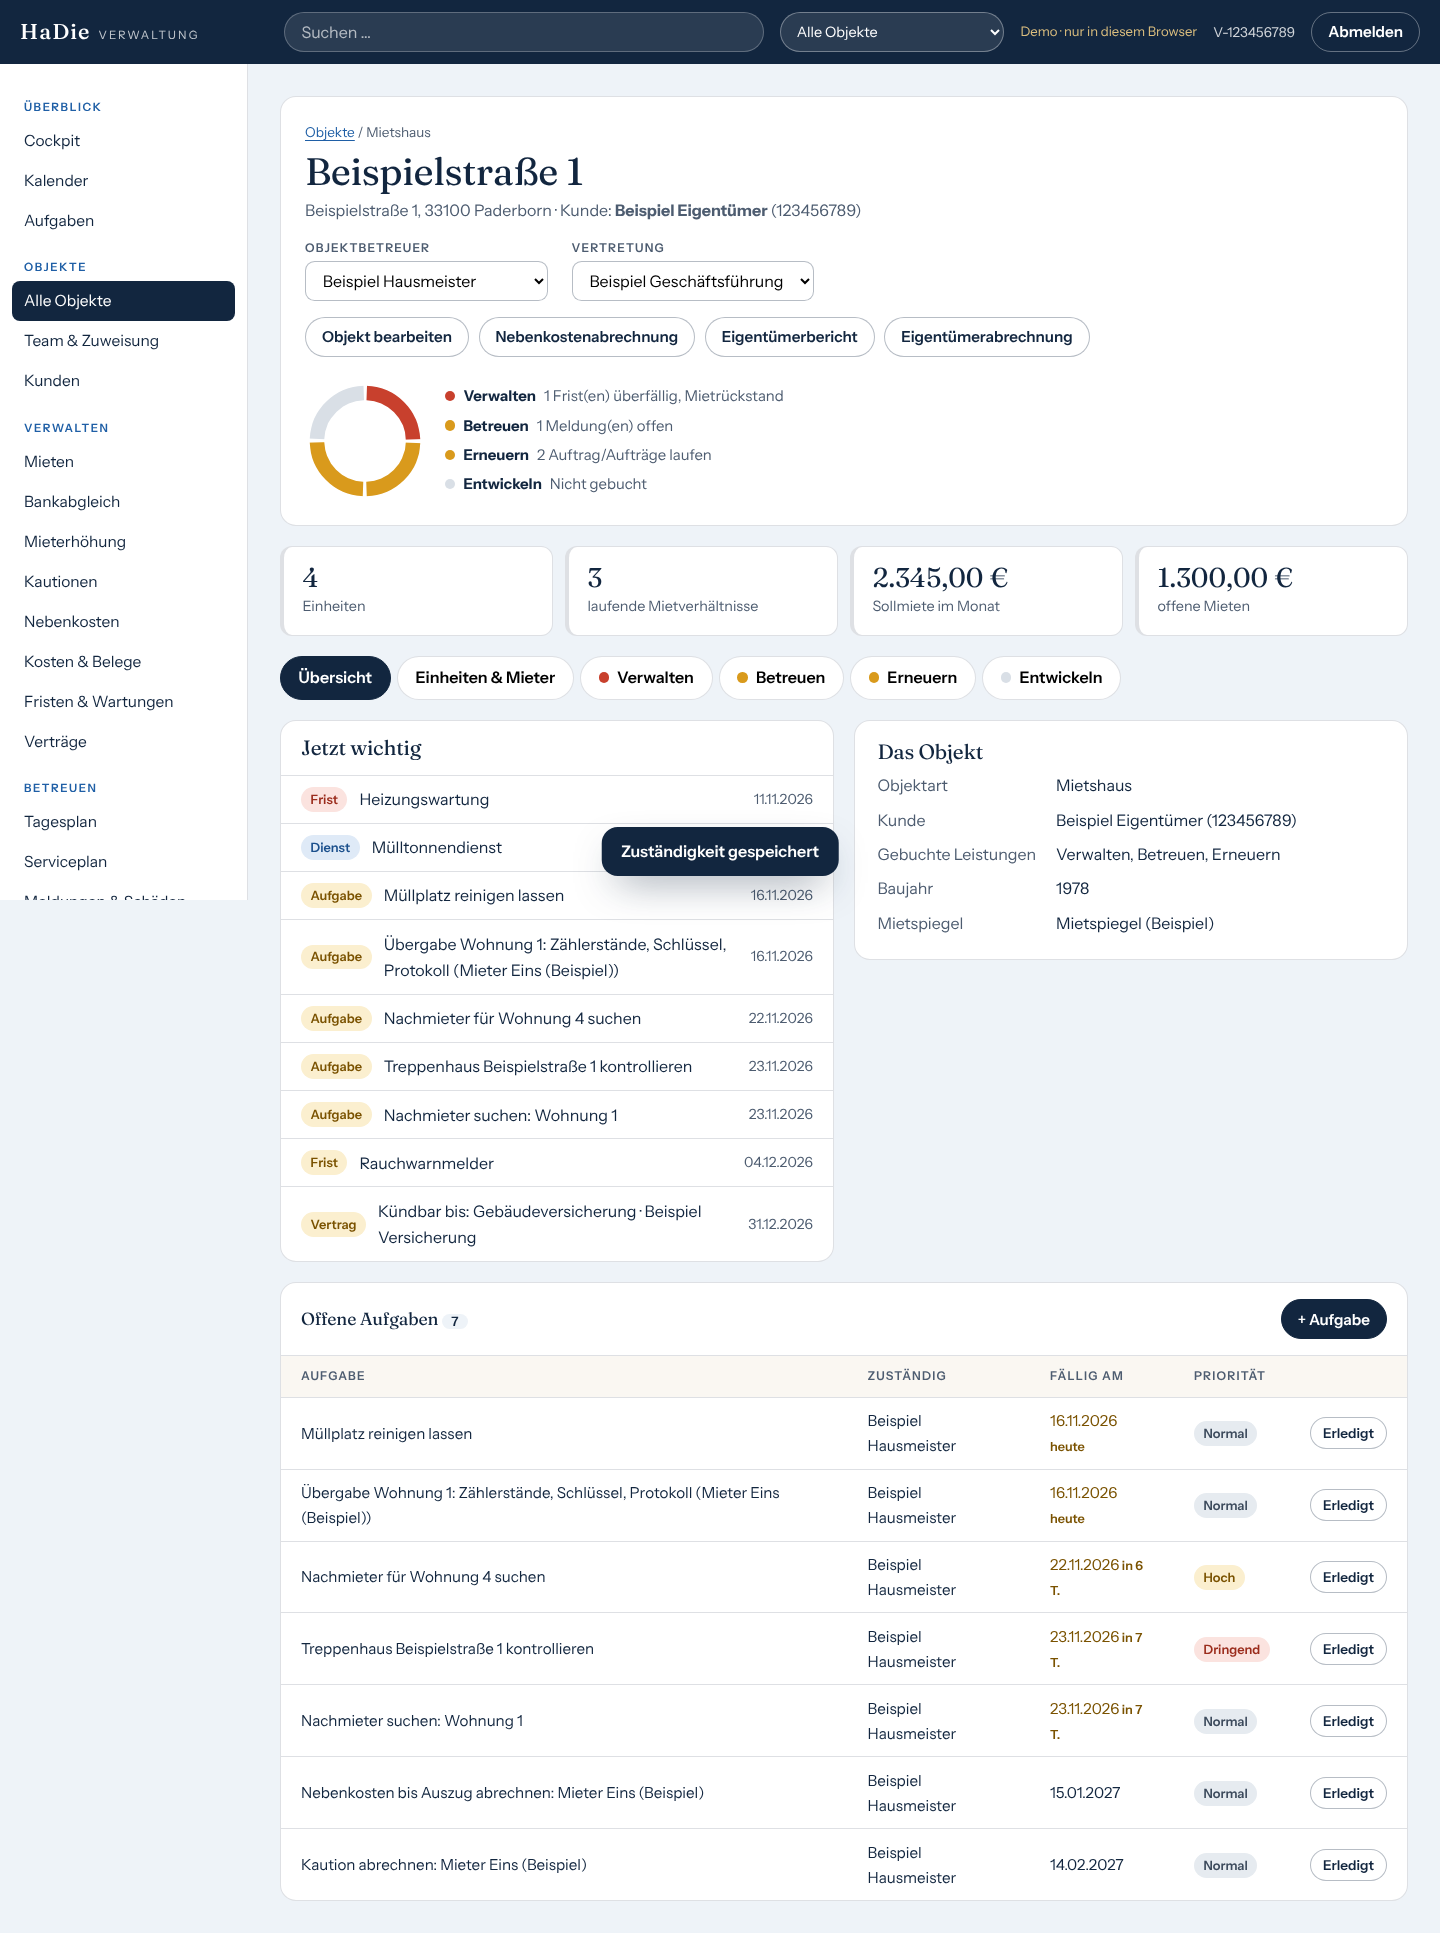 HaDie VERWALTUNG
Suchen ...
Alle Objekte
Demo · nur in diesem Browser
V-123456789
Abmelden
ÜBERBLICK
Cockpit
Kalender
Aufgaben
OBJEKTE
Alle Objekte
Team & Zuweisung
Kunden
VERWALTEN
Mieten
Bankabgleich
Mieterhöhung
Kautionen
Nebenkosten
Kosten & Belege
Fristen & Wartungen
Verträge
BETREUEN
Tagesplan
Serviceplan
Meldungen & Schäden
Objekte / Mietshaus
Beispielstraße 1
Beispielstraße 1, 33100 Paderborn · Kunde: Beispiel Eigentümer (123456789)
OBJEKTBETREUER
Beispiel Hausmeister
VERTRETUNG
Beispiel Geschäftsführung
Objekt bearbeiten
Nebenkostenabrechnung
Eigentümerbericht
Eigentümerabrechnung
Verwalten 1 Frist(en) überfällig, Mietrückstand
Betreuen 1 Meldung(en) offen
Erneuern 2 Auftrag/Aufträge laufen
Entwickeln Nicht gebucht
4
Einheiten
3
laufende Mietverhältnisse
2.345,00 €
Sollmiete im Monat
1.300,00 €
offene Mieten
Übersicht
Einheiten & Mieter
Verwalten
Betreuen
Erneuern
Entwickeln
Jetzt wichtig
Frist Heizungswartung 11.11.2026
Dienst Mülltonnendienst
Zuständigkeit gespeichert
Aufgabe Müllplatz reinigen lassen 16.11.2026
Aufgabe Übergabe Wohnung 1: Zählerstände, Schlüssel,
Protokoll (Mieter Eins (Beispiel)) 16.11.2026
Aufgabe Nachmieter für Wohnung 4 suchen 22.11.2026
Aufgabe Treppenhaus Beispielstraße 1 kontrollieren 23.11.2026
Aufgabe Nachmieter suchen: Wohnung 1 23.11.2026
Frist Rauchwarnmelder 04.12.2026
Vertrag Kündbar bis: Gebäudeversicherung · Beispiel
Versicherung 31.12.2026
Das Objekt
Objektart Mietshaus
Kunde Beispiel Eigentümer (123456789)
Gebuchte Leistungen Verwalten, Betreuen, Erneuern
Baujahr 1978
Mietspiegel Mietspiegel (Beispiel)
Offene Aufgaben 7
+ Aufgabe
AUFGABE ZUSTÄNDIG FÄLLIG AM PRIORITÄT
Müllplatz reinigen lassen
Beispiel
Hausmeister
16.11.2026
heute
Normal
Erledigt
Übergabe Wohnung 1: Zählerstände, Schlüssel, Protokoll (Mieter Eins
(Beispiel))
Beispiel
Hausmeister
16.11.2026
heute
Normal
Erledigt
Nachmieter für Wohnung 4 suchen
Beispiel
Hausmeister
22.11.2026 in 6
T.
Hoch
Erledigt
Treppenhaus Beispielstraße 1 kontrollieren
Beispiel
Hausmeister
23.11.2026 in 7
T.
Dringend
Erledigt
Nachmieter suchen: Wohnung 1
Beispiel
Hausmeister
23.11.2026 in 7
T.
Normal
Erledigt
Nebenkosten bis Auszug abrechnen: Mieter Eins (Beispiel)
Beispiel
Hausmeister
15.01.2027
Normal
Erledigt
Kaution abrechnen: Mieter Eins (Beispiel)
Beispiel
Hausmeister
14.02.2027
Normal
Erledigt